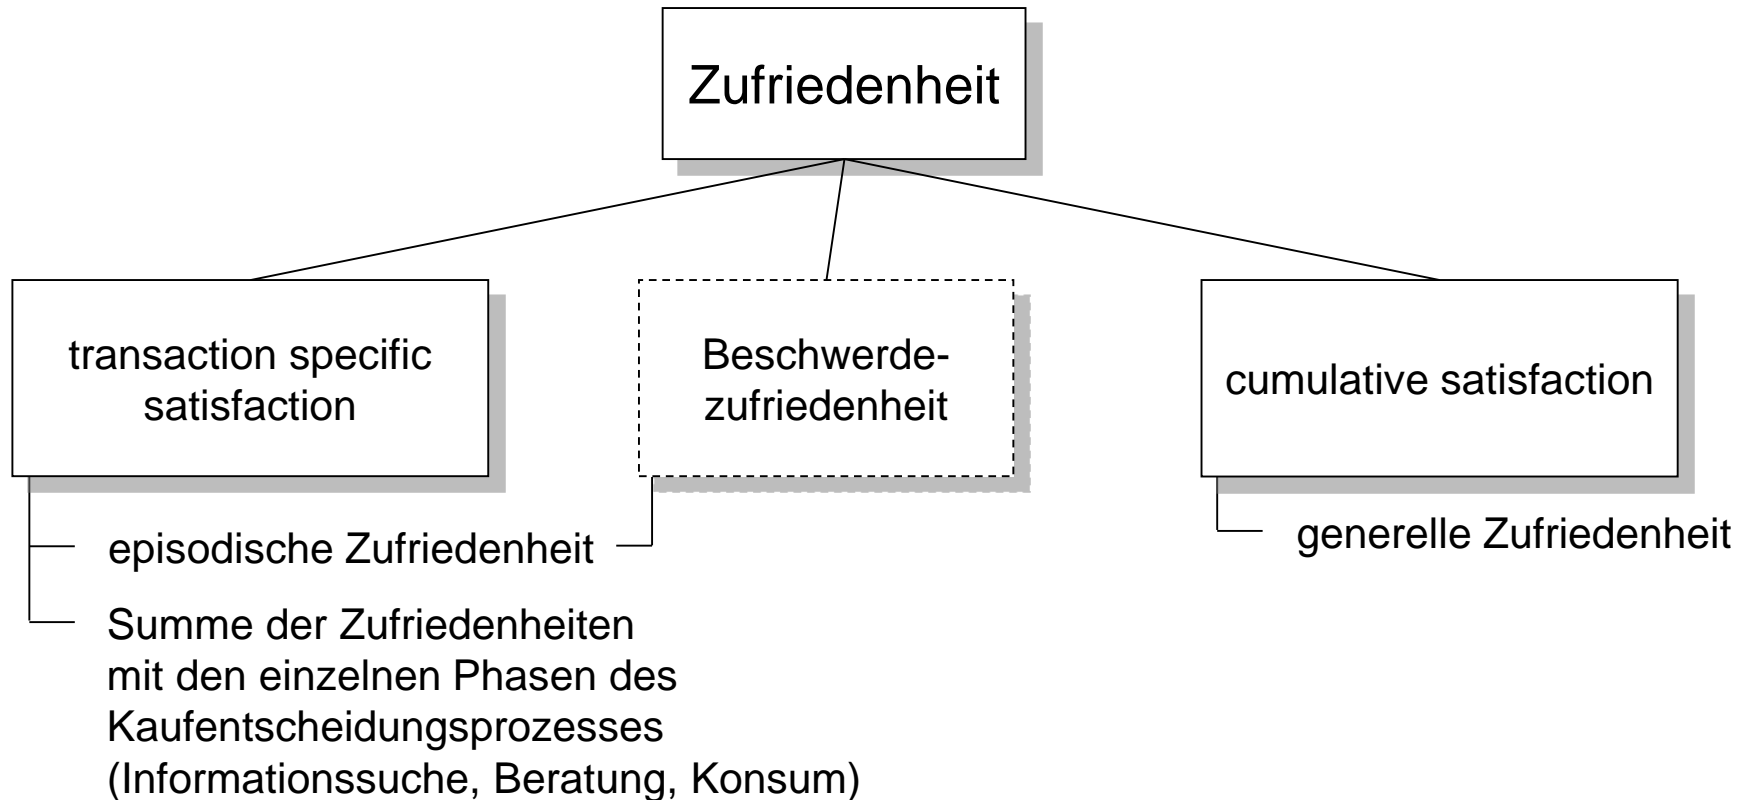 Zufriedenheit
transaction specific
satisfaction
Beschwerde-
zufriedenheit
cumulative satisfaction
episodische Zufriedenheit
generelle Zufriedenheit
Summe der Zufriedenheiten
mit den einzelnen Phasen des
Kaufentscheidungsprozesses
(Informationssuche, Beratung, Konsum)